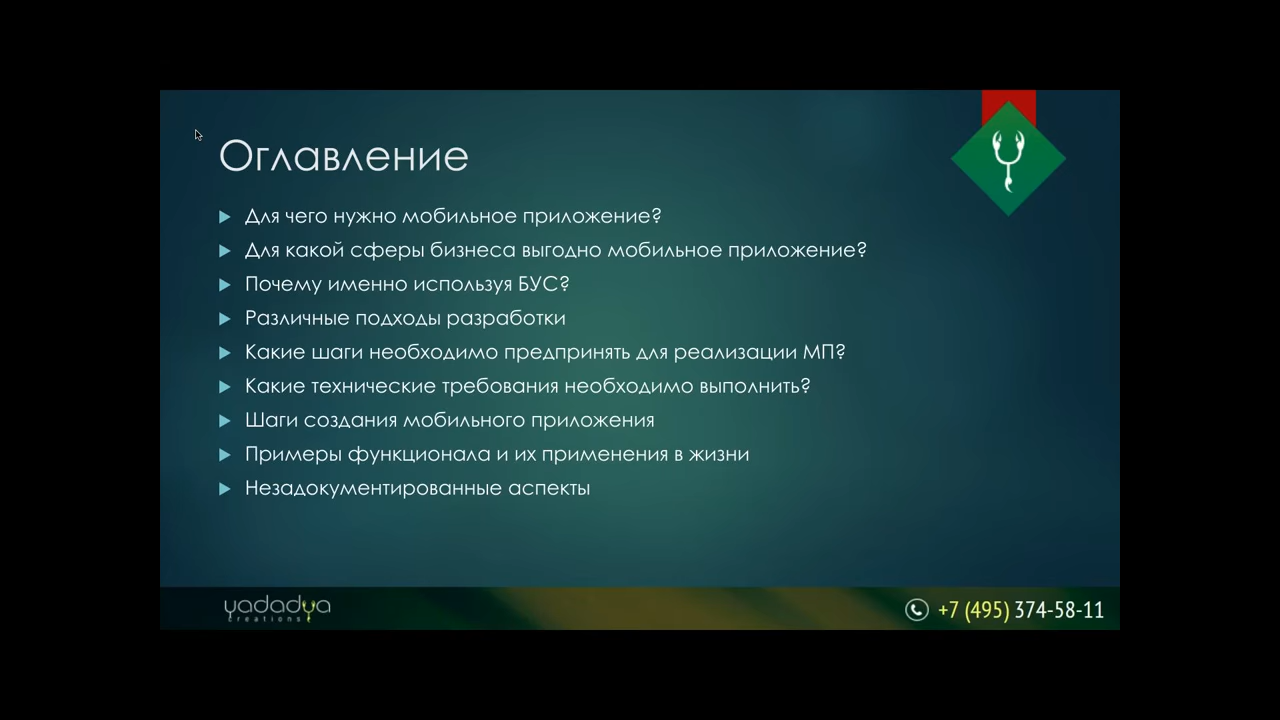 Оглавление
Для чего нужно мобильное приложение?
Для какой сферы бизнеса выгодно мобильное приложение?
Почему именно используя БУС?
Различные подходы разработки
Какие шаги необходимо предпринять для реализации МП?
Какие технические требования необходимо выполнить?
Шаги создания мобильного приложения
Примеры функционала и их применения в жизни
Незадокументированные аспекты
yadadya
creations
+7 (495) 374-58-11